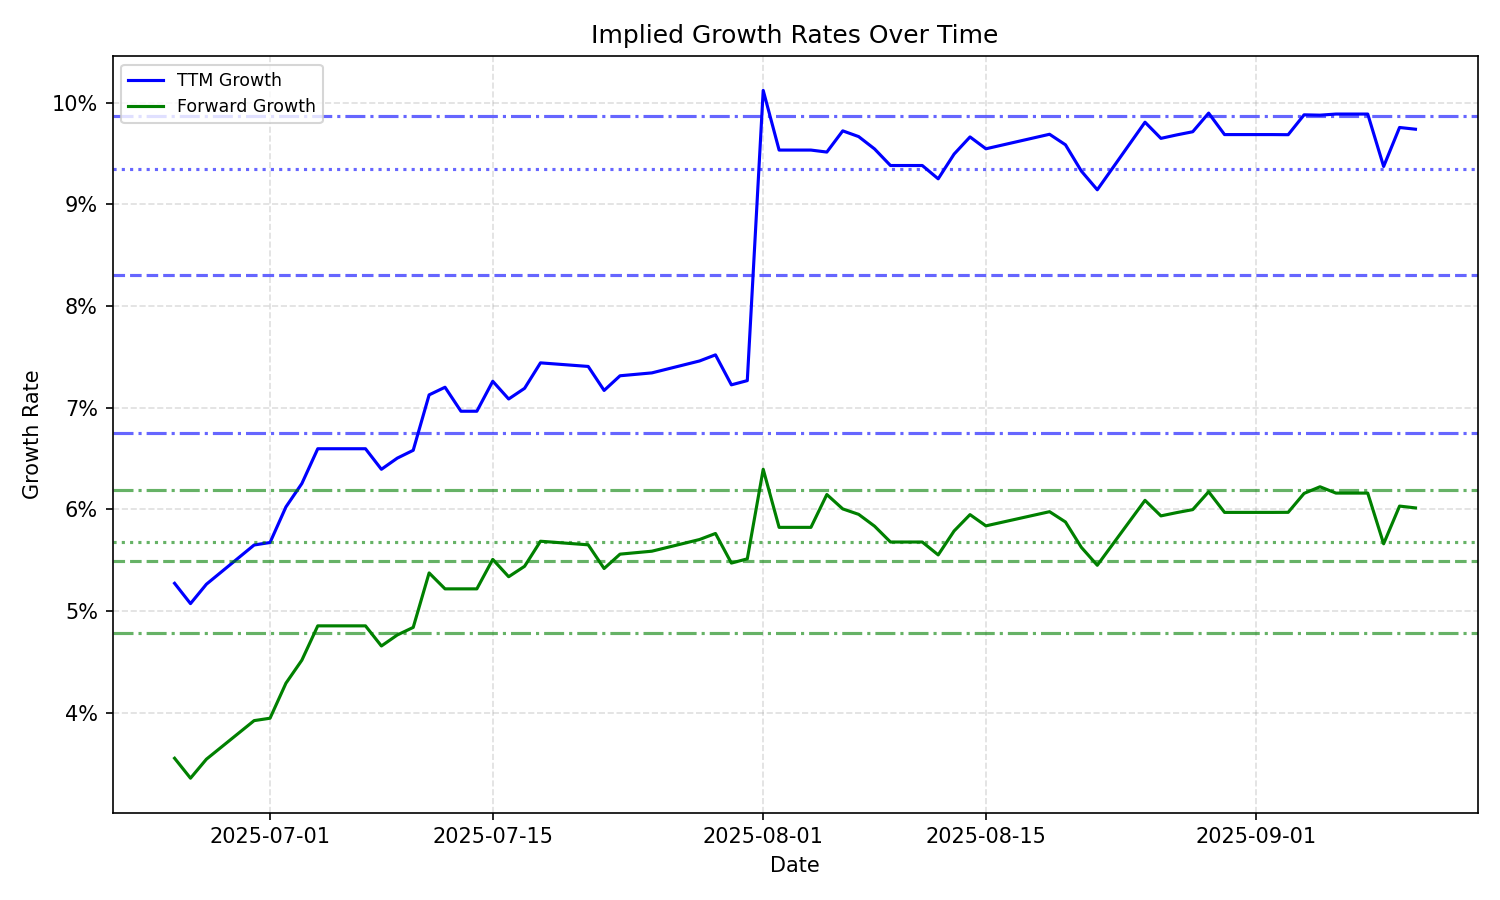 Implied Growth Rates Over Time
TTM Growth
Forward Growth
10%
9%
8%
7%
6%
5%
4%
Growth Rate
2025-07-01
2025-07-15
2025-08-01
2025-08-15
2025-09-01
Date